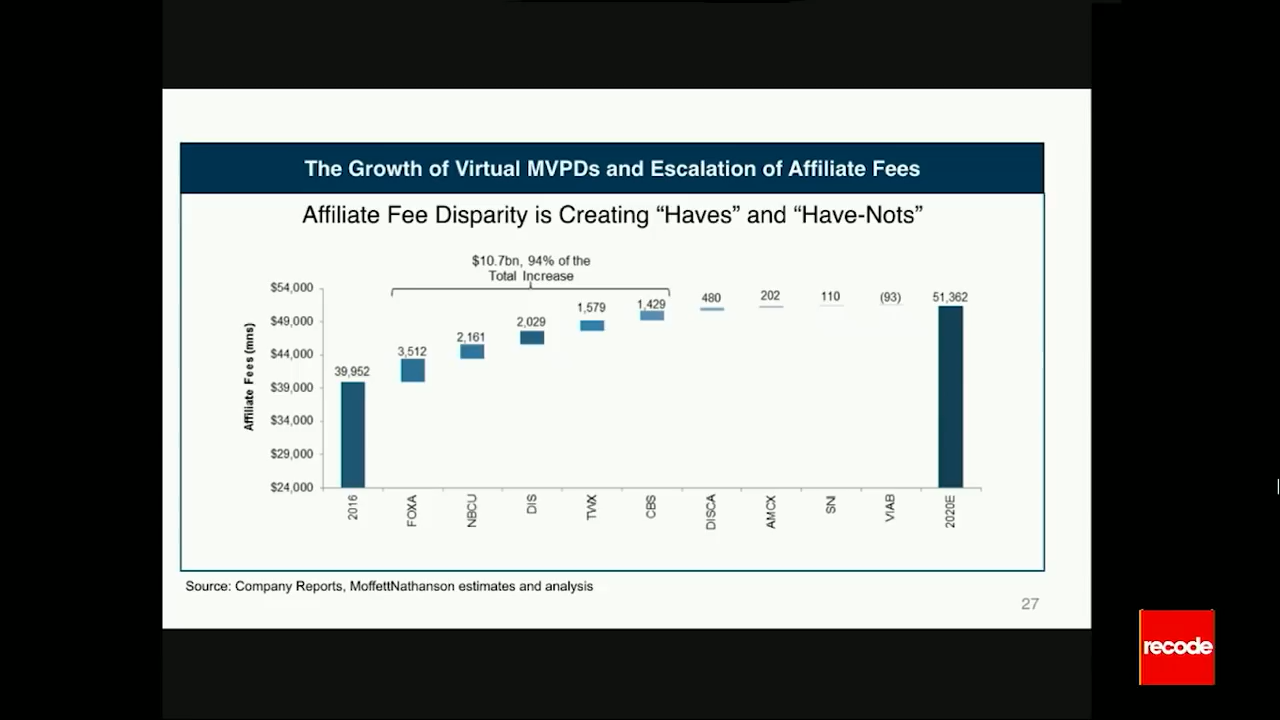 The Growth of Virtual MVPDs and Escalation of Affiliate Fees
Affiliate Fee Disparity is Creating “Haves” and “Have-Nots”
$10.7bn, 94% of the
Total Increase
Affiliate Fees (mns)
$54,000
$49,000
$44,000
$39,000
$34,000
$29,000
$24,000
39,952
3,512
2,161
2,029
1,579
1,429
480
202
110
(93)
51,362
2016
FOXA
NBCU
DIS
TWX
CBS
DISCA
AMCX
SNI
VIAB
2020E
Source: Company Reports, MoffettNathanson estimates and analysis
27
recode